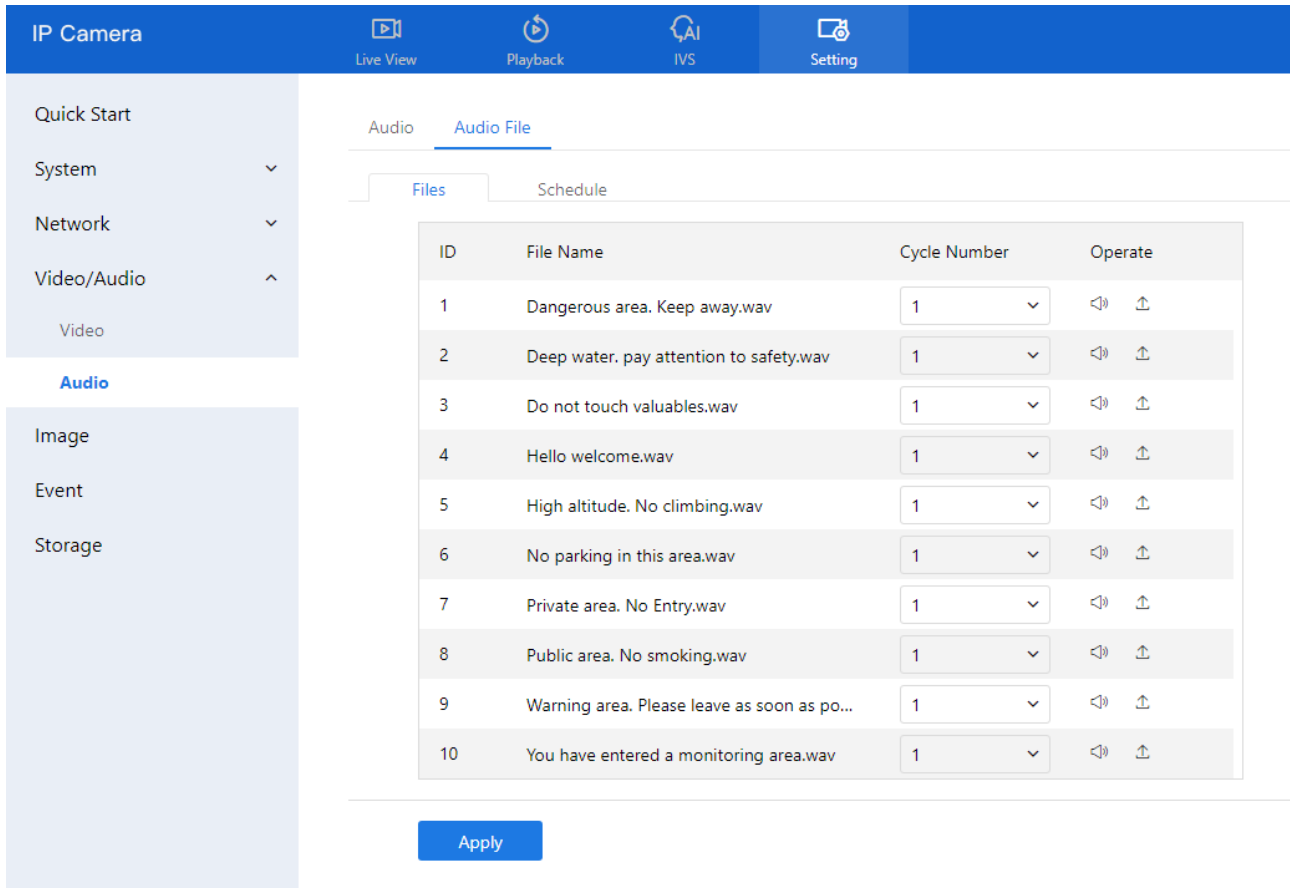 IP Camera
Live View
Playback
AI
IVS
Setting
Quick Start
System
Network
Video/Audio
Video
Audio
Image
Event
Storage
Audio Audio File
Files Schedule
ID File Name Cycle Number Operate
1 Dangerous area. Keep away.wav 1
2 Deep water. pay attention to safety.wav 1
3 Do not touch valuables.wav 1
4 Hello welcome.wav 1
5 High altitude. No climbing.wav 1
6 No parking in this area.wav 1
7 Private area. No Entry.wav 1
8 Public area. No smoking.wav 1
9 Warning area. Please leave as soon as po... 1
10 You have entered a monitoring area.wav 1
Apply